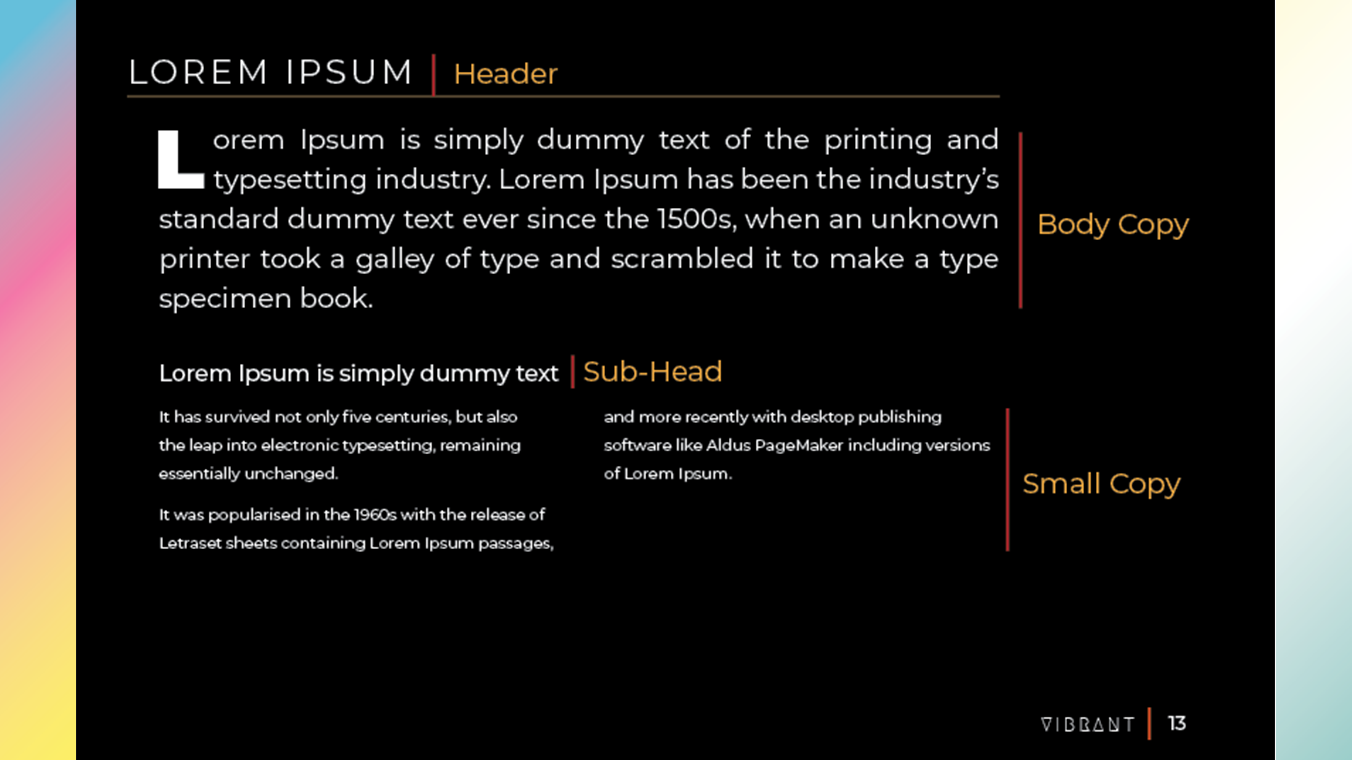 LOREM IPSUM
Header
Lorem Ipsum is simply dummy text of the printing and
typesetting industry. Lorem Ipsum has been the industry’s
standard dummy text ever since the 1500s, when an unknown
printer took a galley of type and scrambled it to make a type
specimen book.
Body Copy
Lorem Ipsum is simply dummy text
Sub-Head
It has survived not only five centuries, but also
the leap into electronic typesetting, remaining
essentially unchanged.
It was popularised in the 1960s with the release of
Letraset sheets containing Lorem Ipsum passages,
and more recently with desktop publishing
software like Aldus PageMaker including versions
of Lorem Ipsum.
Small Copy
VIBRANT
13